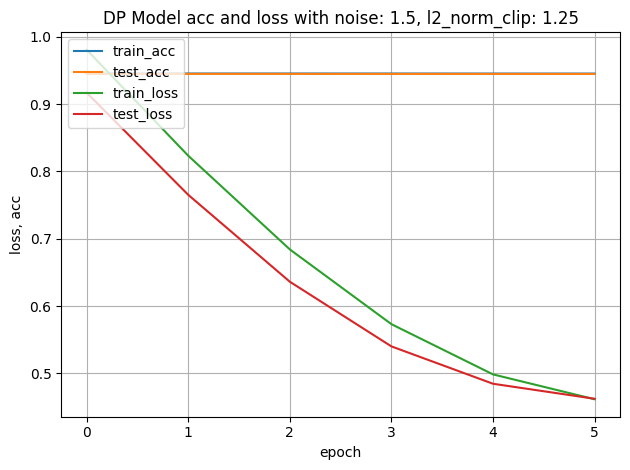 DP Model acc and loss with noise: 1.5, l2_norm_clip: 1.25
1.0
0.9
0.8
0.7
0.6
0.5
loss, acc
train_acc
test_acc
train_loss
test_loss
0 1 2 3 4 5
epoch